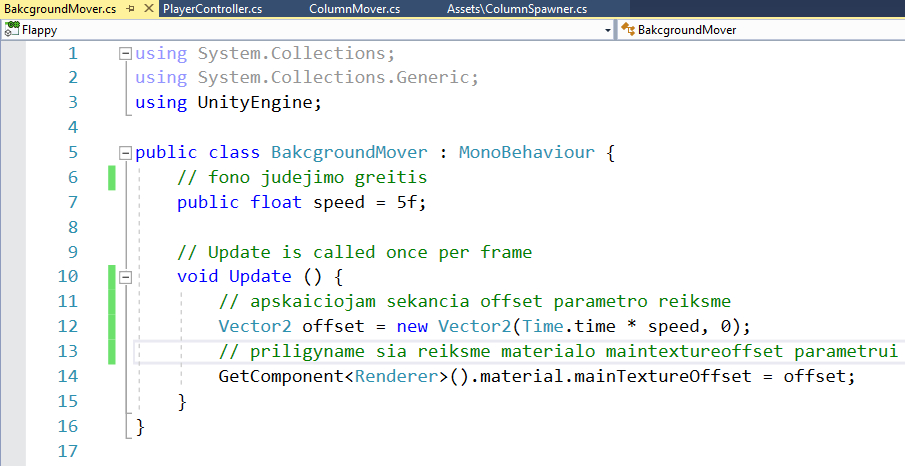 BakcgroundMover.cs PlayerController.cs ColumnMover.cs Assets\ColumnSpawner.cs
Flappy BakcgroundMover
1 using System.Collections;
2 using System.Collections.Generic;
3 using UnityEngine;
4
5 public class BakcgroundMover : MonoBehaviour {
6 // fono judejimo greitis
7 public float speed = 5f;
8
9 // Update is called once per frame
10 void Update () {
11 // apskaiciojam sekancia offset parametro reiksme
12 Vector2 offset = new Vector2(Time.time * speed, 0);
13 // priligyname sia reiksme materialo maintextureoffset parametrui
14 GetComponent<Renderer>().material.mainTextureOffset = offset;
15 }
16 }
17